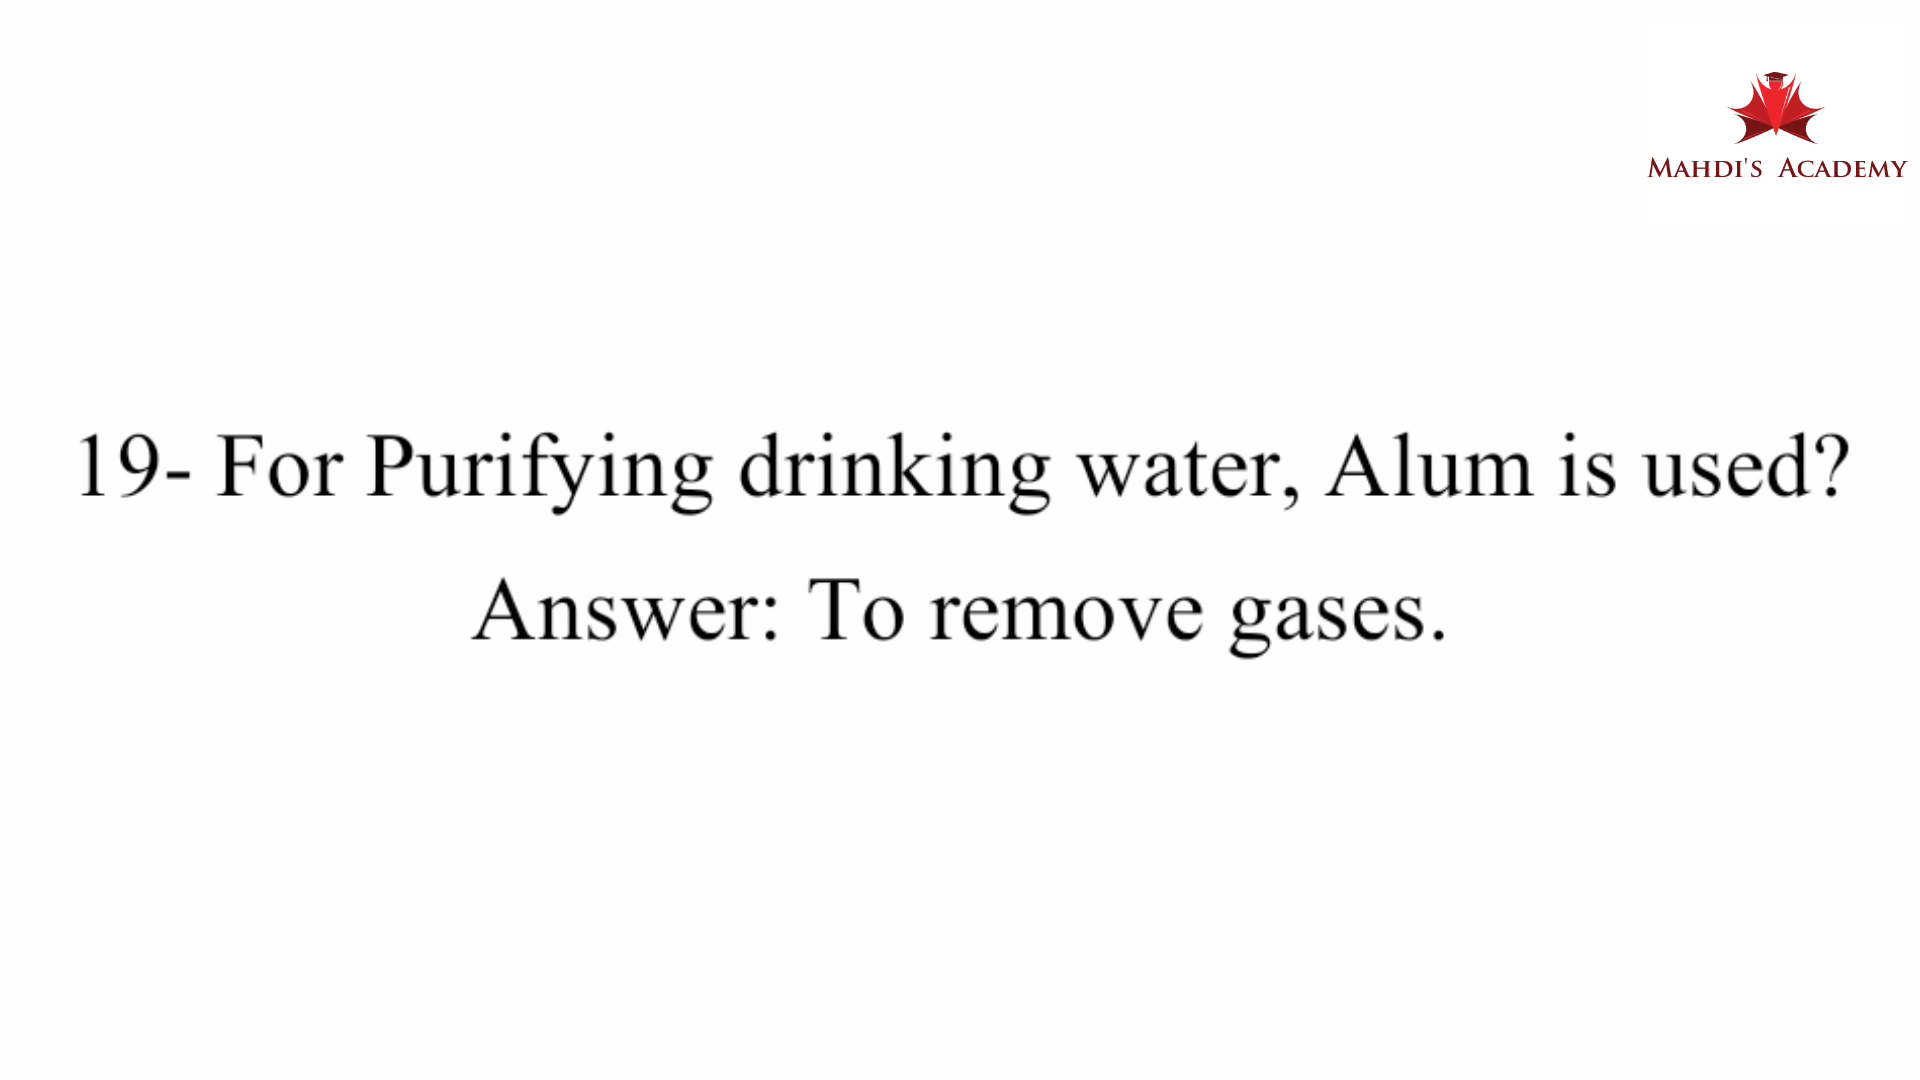 MAHDI'S ACADEMY
19- For Purifying drinking water, Alum is used?
Answer: To remove gases.